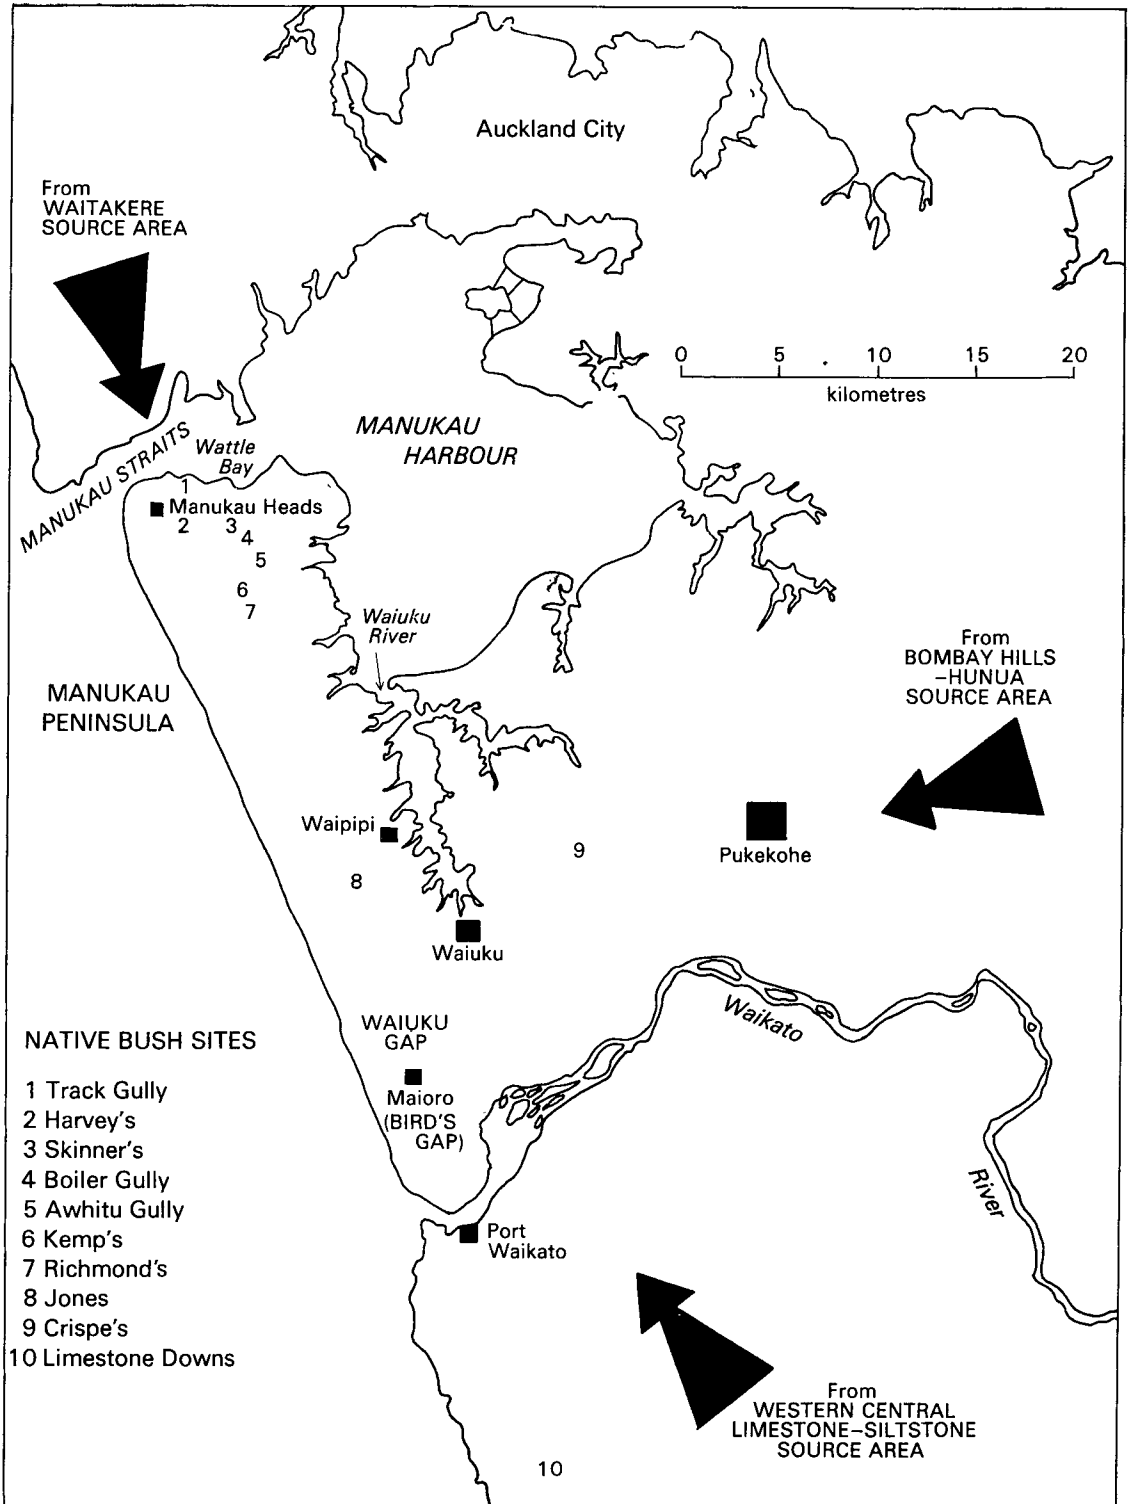 Auckland City
From
WAITAKERE
SOURCE AREA
0 5 10 15 20
kilometres
MANUKAU
HARBOUR
MANUKAU STRAITS
Wattle
Bay
1
Manukau Heads
2
3
4
5
6
7
Waiuku
River
From
BOMBAY HILLS
–HUNUA
SOURCE AREA
MANUKAU
PENINSULA
Waipipi
8
9
Pukekohe
Waiuku
Waikato
River
WAIUKU
GAP
Maioro
(BIRD'S
GAP)
Port
Waikato
NATIVE BUSH SITES
1 Track Gully
2 Harvey's
3 Skinner's
4 Boiler Gully
5 Awhitu Gully
6 Kemp's
7 Richmond's
8 Jones
9 Crispe's
10 Limestone Downs
From
WESTERN CENTRAL
LIMESTONE–SILTSTONE
SOURCE AREA
10